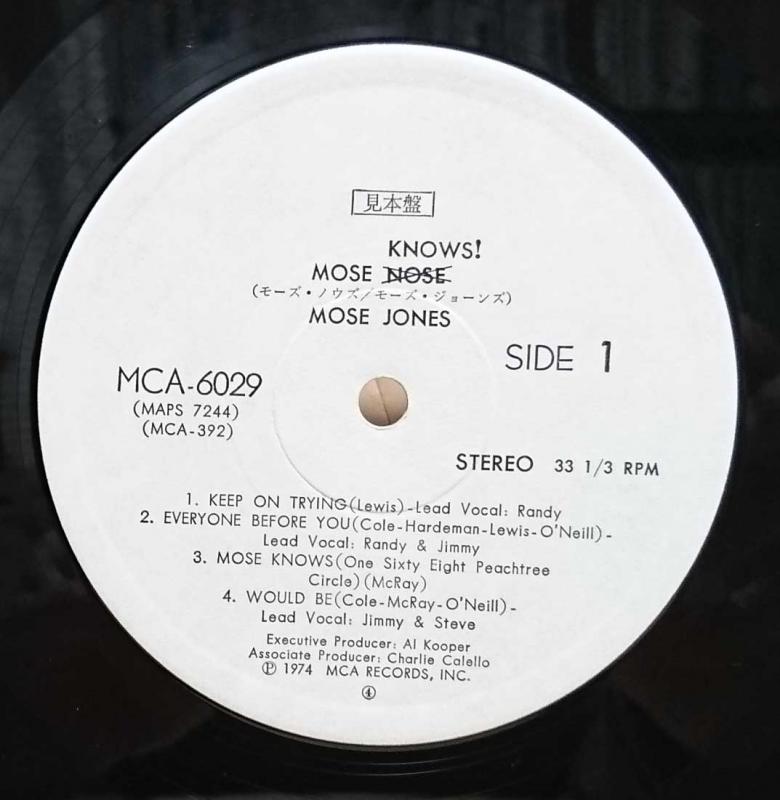 見本盤
KNOWS!
MOSE NOSE
(モーズ・ノウズ/モーズ・ジョーンズ)
MOSE JONES
SIDE 1
MCA-6029
(MAPS 7244)
(MCA-392)
STEREO 33 1/3 RPM
1. KEEP ON TRYING(Lewis)-Lead Vocal: Randy
2. EVERYONE BEFORE YOU(Cole-Hardeman-Lewis-O'Neill)-
Lead Vocal: Randy & Jimmy
3. MOSE KNOWS(One Sixty Eight Peachtree
Circle)(McRay)
4. WOULD BE(Cole-McRay-O'Neill)-
Lead Vocal: Jimmy & Steve
Executive Producer: Al Kooper
Associate Producer: Charlie Calello
Ⓟ 1974 MCA RECORDS, INC.
④